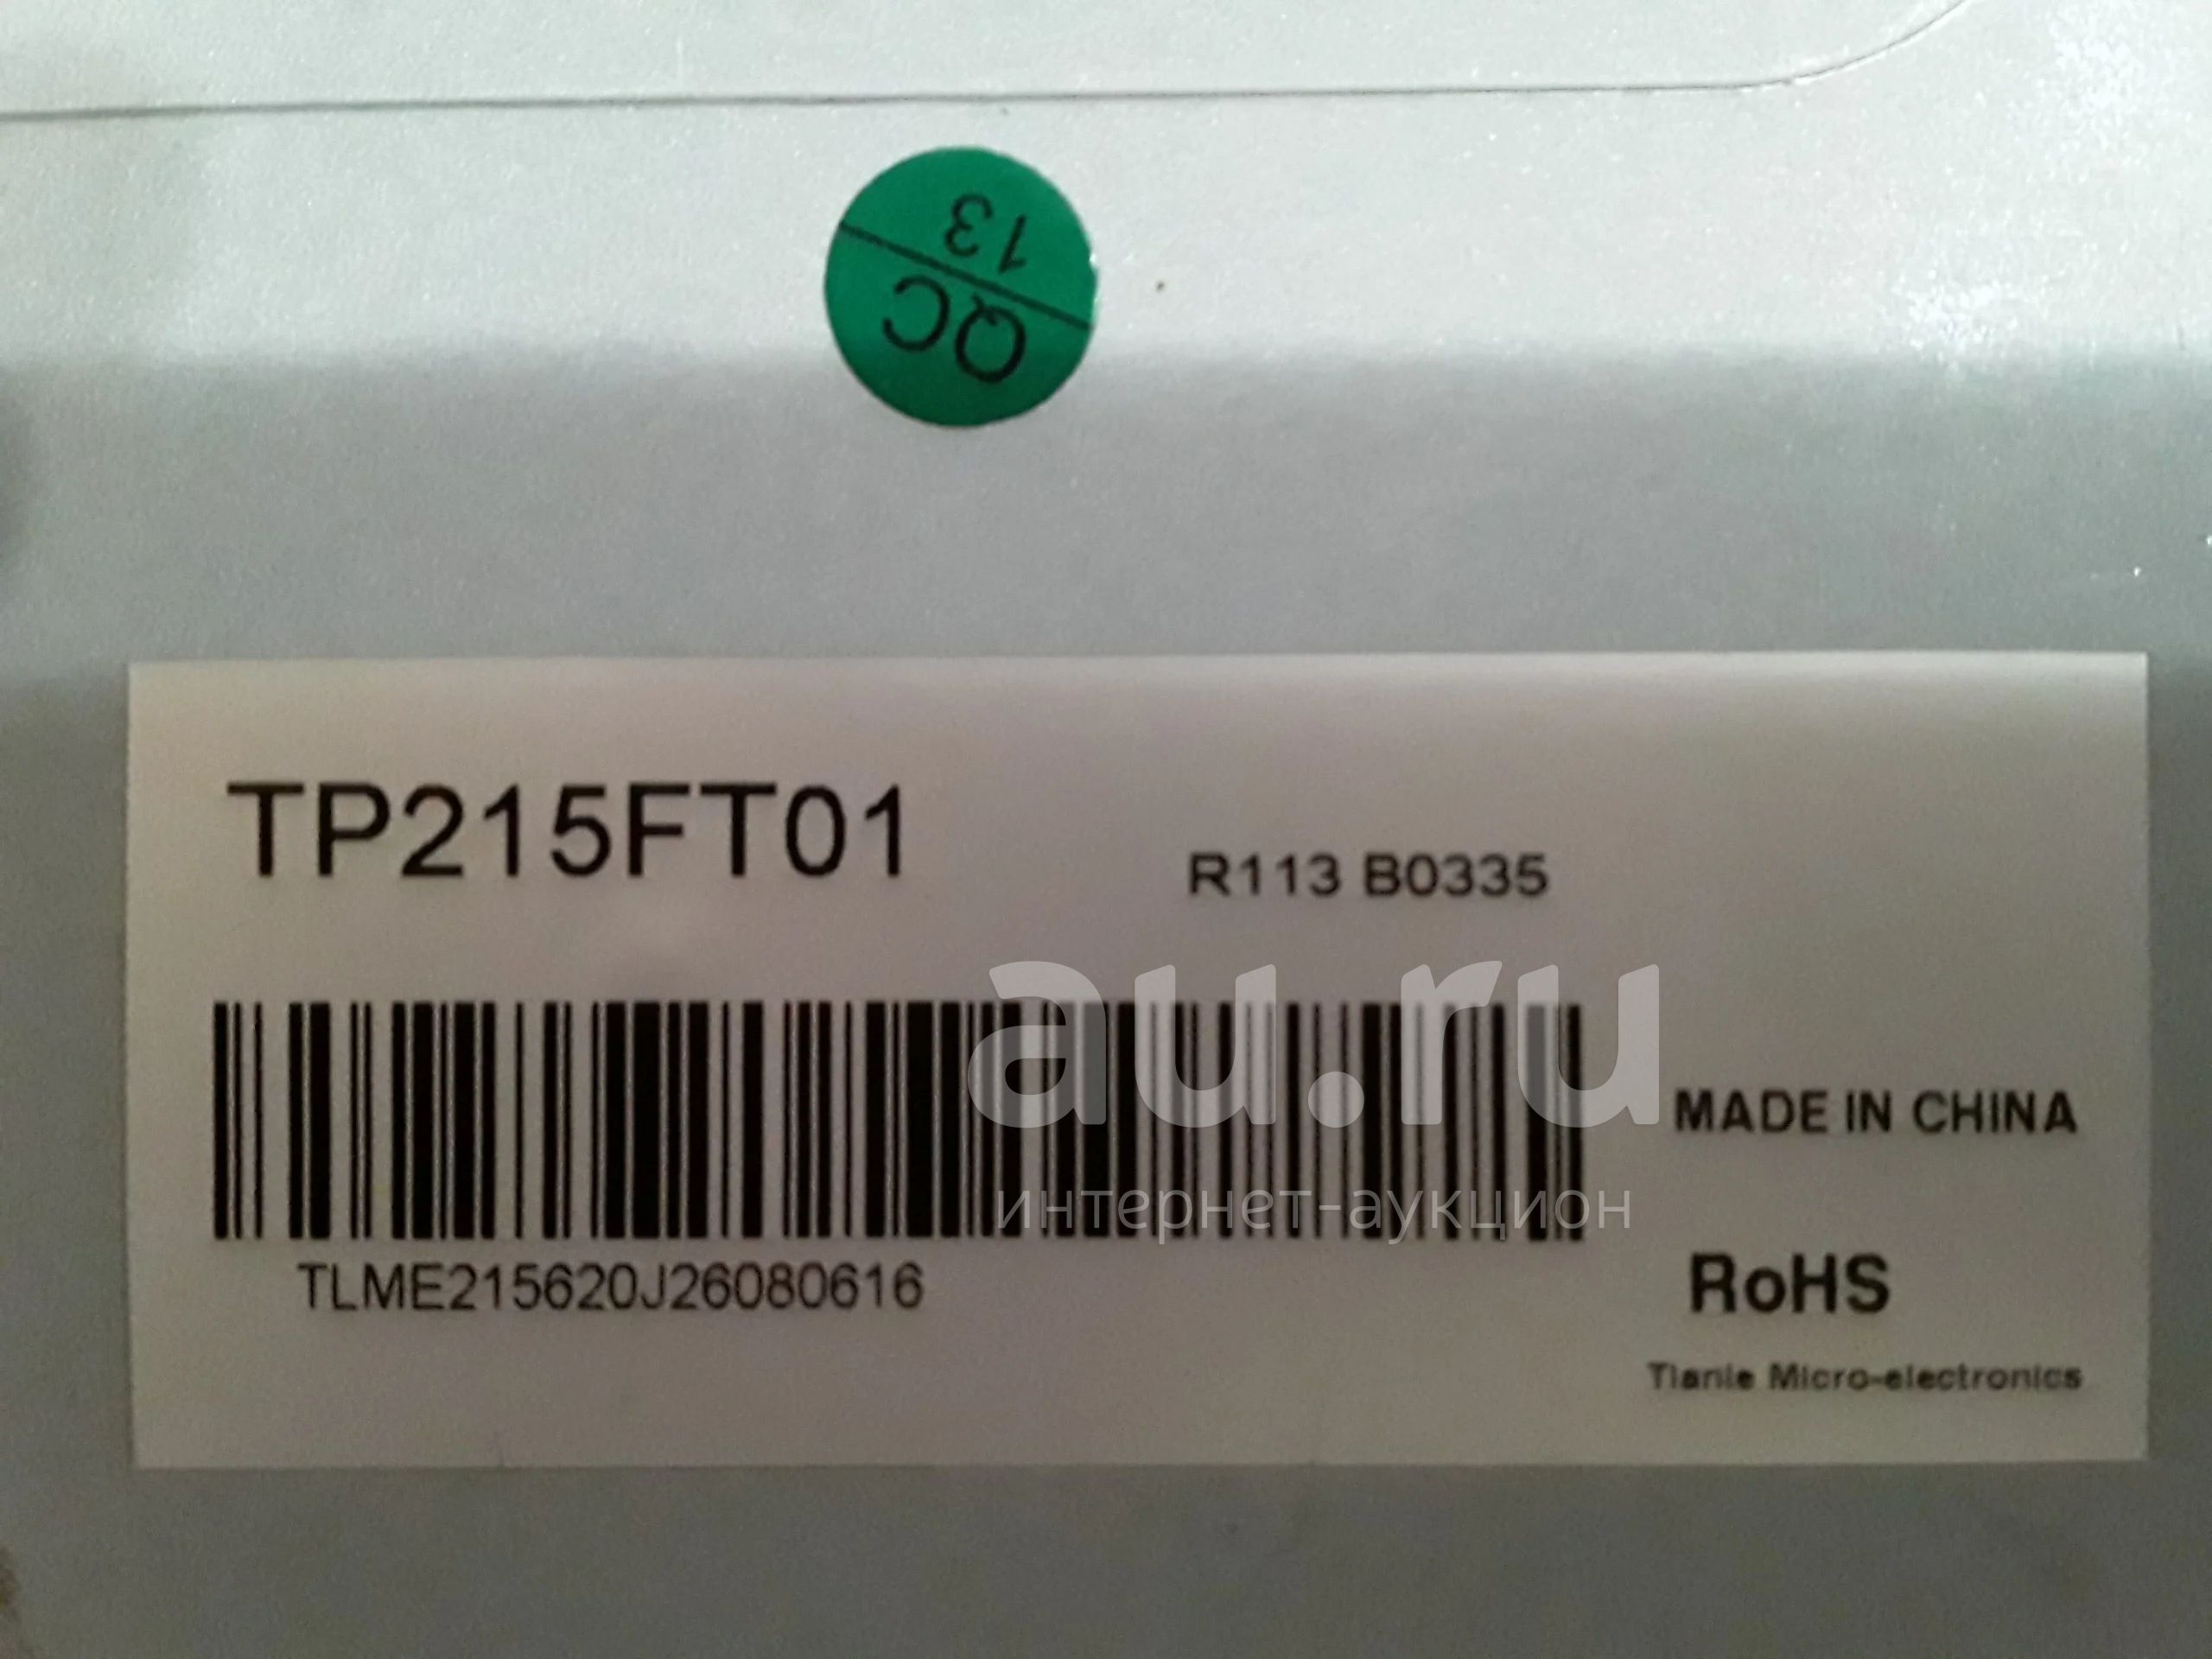 QC
13
TP215FT01
R113 B0335
au.ru
интернет-аукцион
MADE IN CHINA
TLME215620J26080616
RoHS
Tianle Micro-electronics